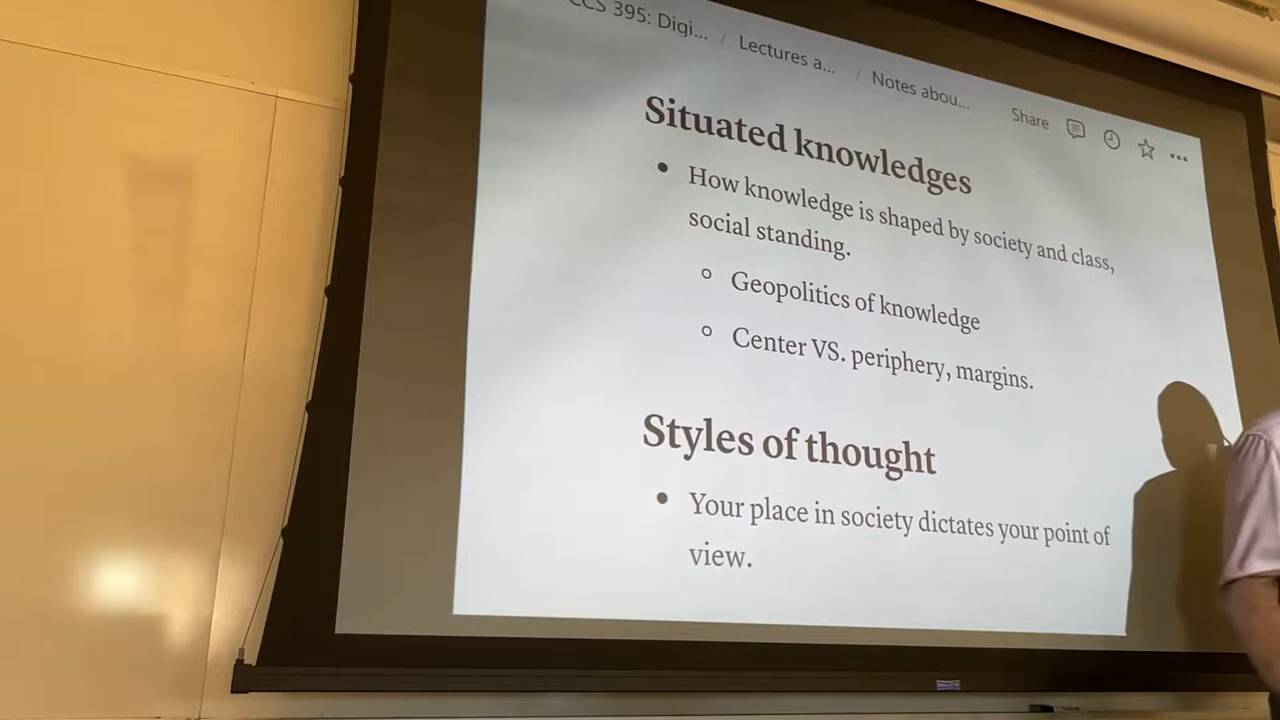 CCS 395: Digi... / Lectures a... / Notes abou... Share
Situated knowledges
How knowledge is shaped by society and class,
social standing.
Geopolitics of knowledge
Center VS. periphery, margins.
Styles of thought
Your place in society dictates your point of
view.